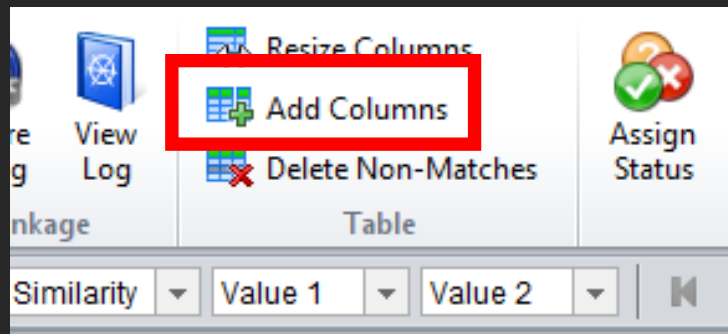 Resize Columns
View Log
Add Columns
Assign Status
Delete Non-Matches
Table
Similarity
Value 1
Value 2